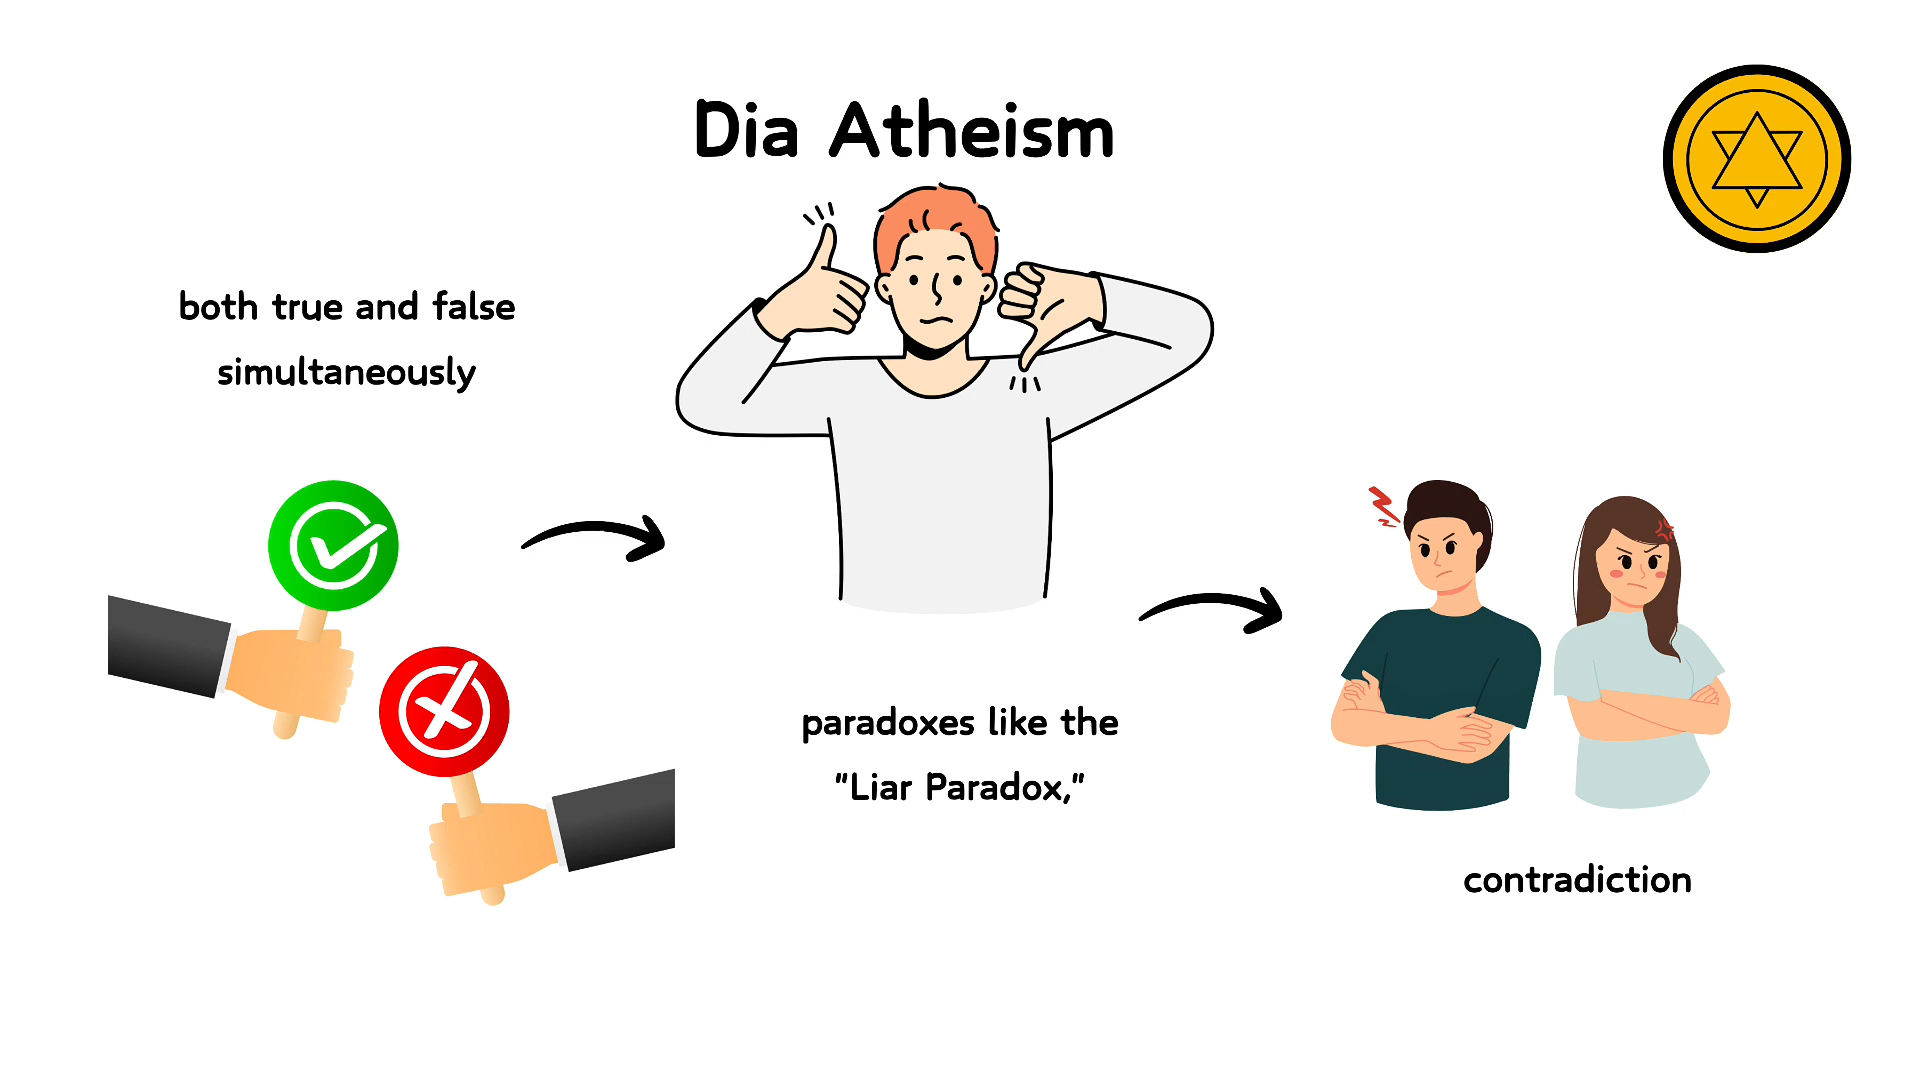 Dia Atheism
both true and false
simultaneously
paradoxes like the
"Liar Paradox,"
contradiction